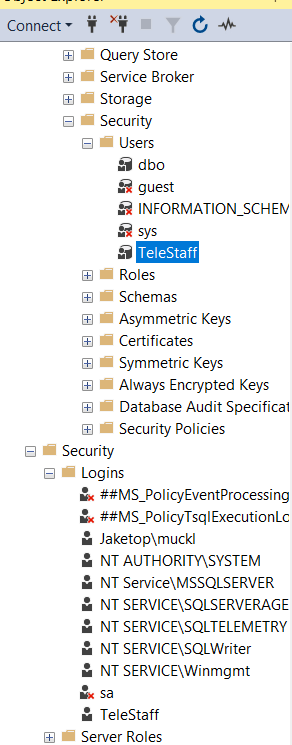 Object Explorer
Connect
Query Store
Service Broker
Storage
Security
Users
dbo
guest
INFORMATION_SCHEM
sys
TeleStaff
Roles
Schemas
Asymmetric Keys
Certificates
Symmetric Keys
Always Encrypted Keys
Database Audit Specificat
Security Policies
Security
Logins
##MS_PolicyEventProcessing
##MS_PolicyTsqlExecutionLo
Jaketop\muckl
NT AUTHORITY\SYSTEM
NT Service\MSSQLSERVER
NT SERVICE\SQLSERVERAGE
NT SERVICE\SQLTELEMETRY
NT SERVICE\SQLWriter
NT SERVICE\Winmgmt
sa
TeleStaff
Server Roles